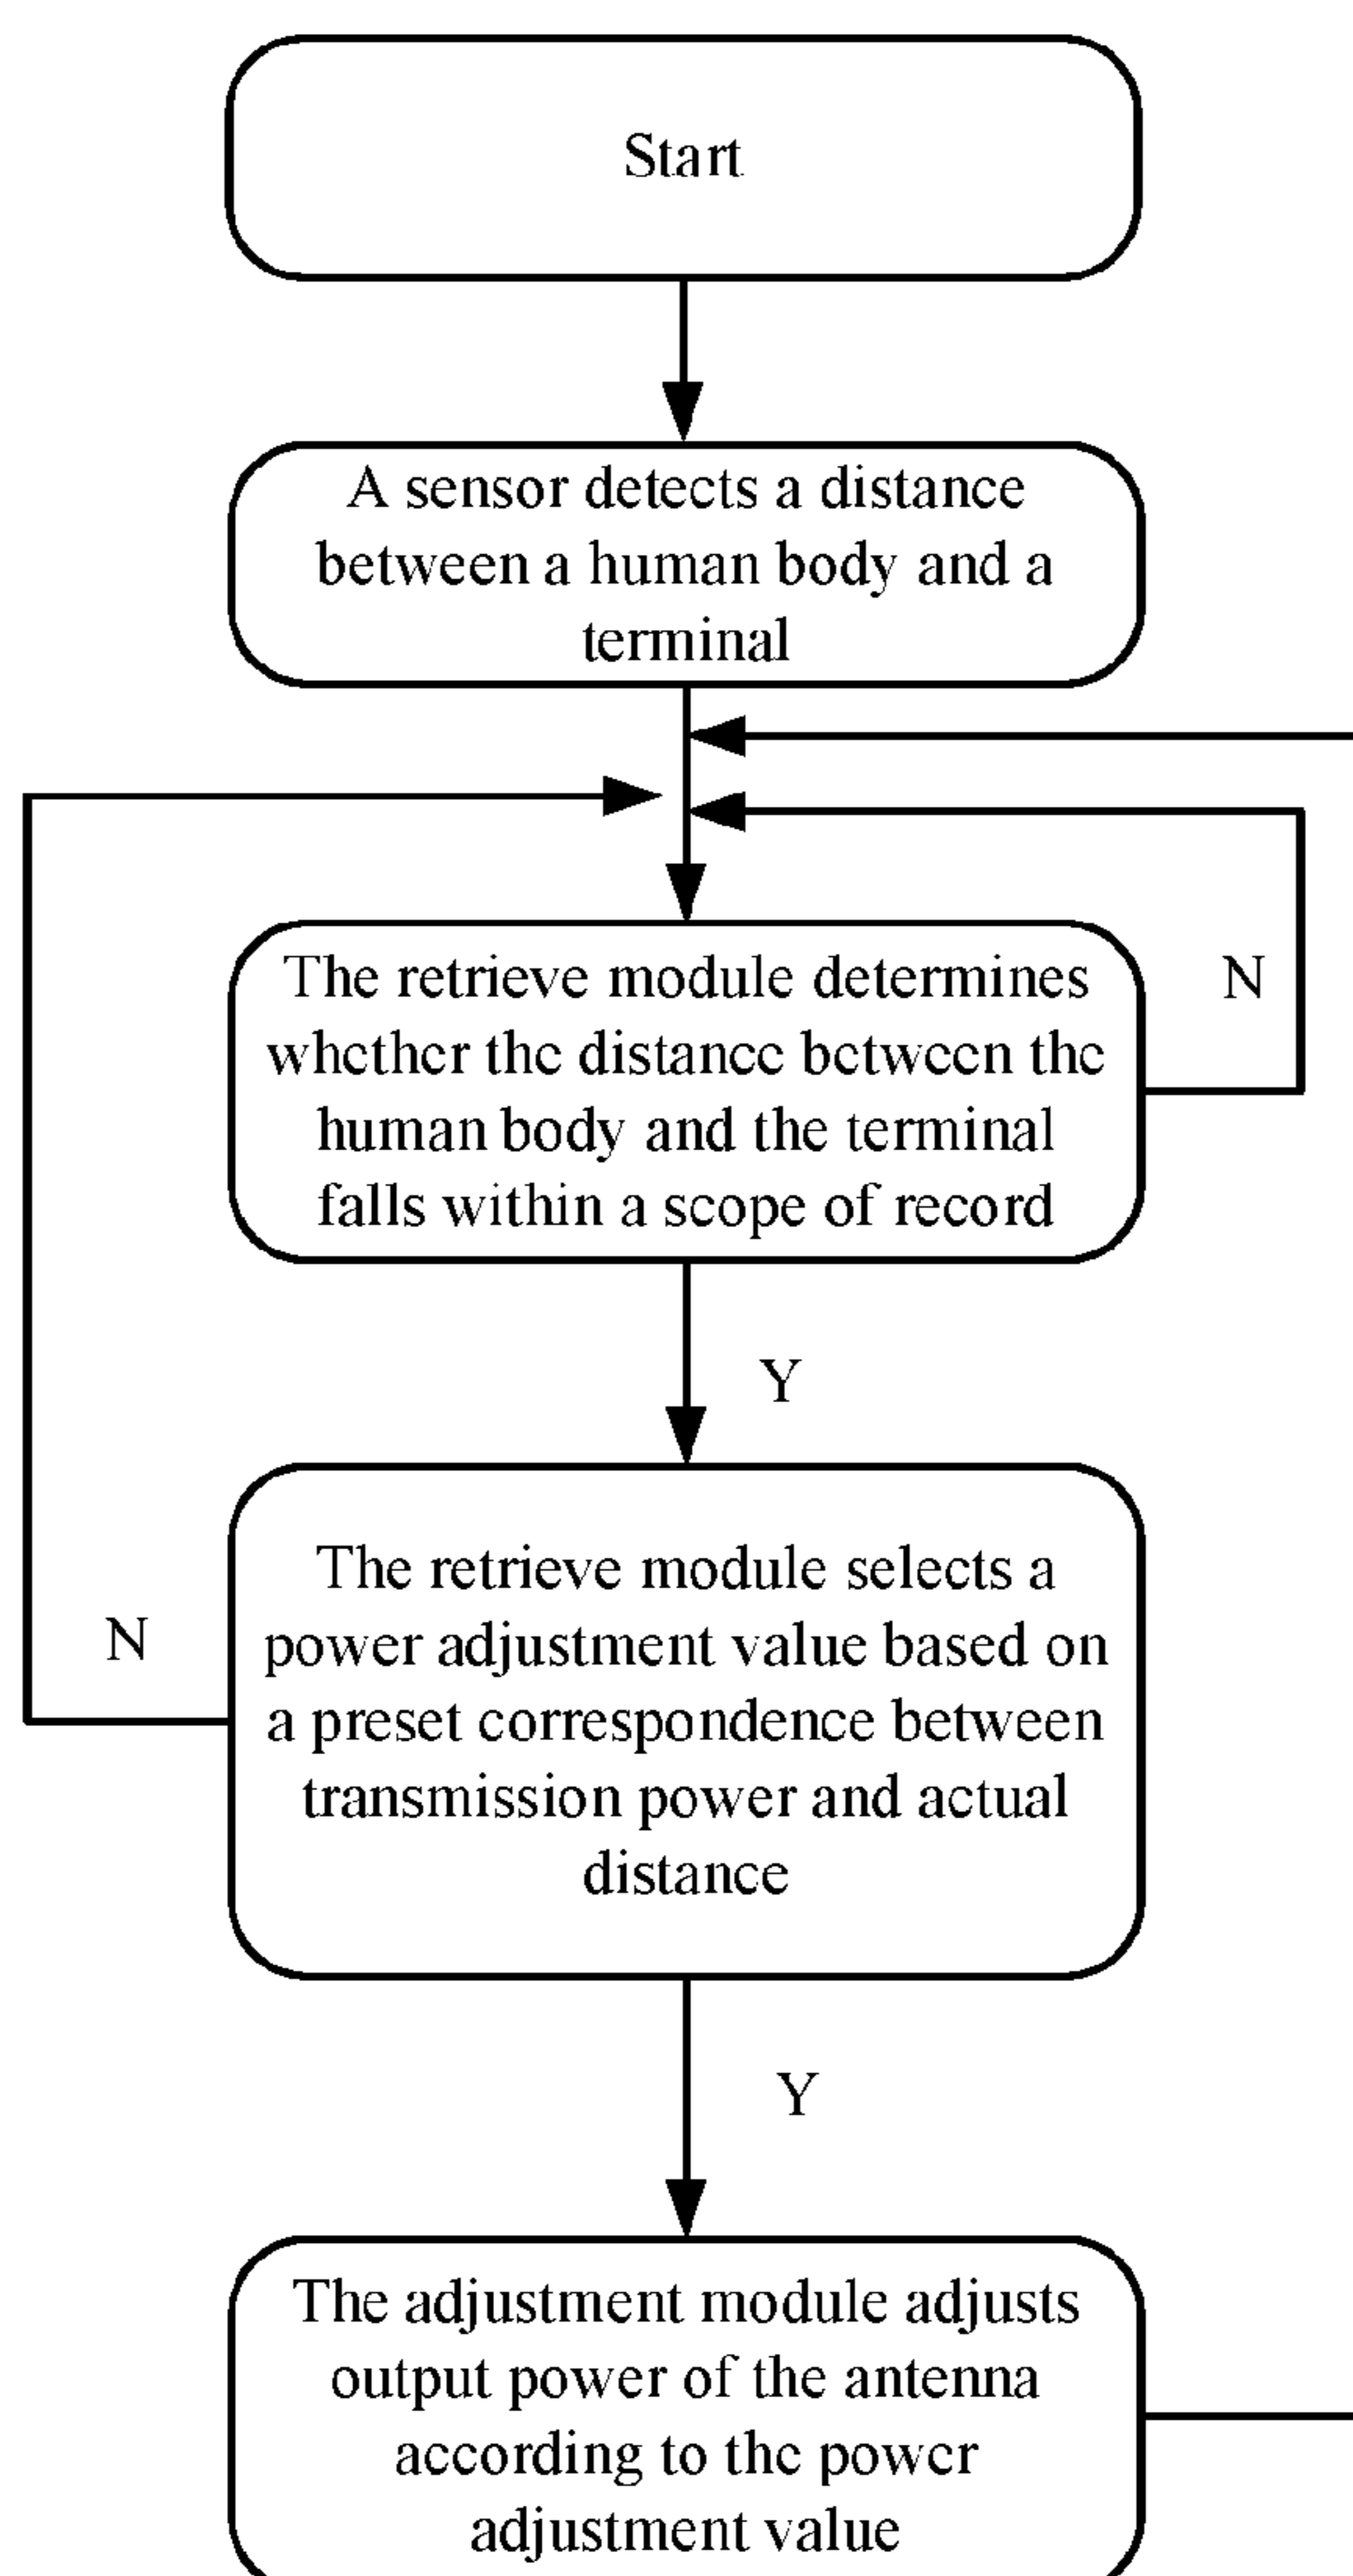 Start
A sensor detects a distance
between a human body and a
terminal
The retrieve module determines
whether the distance between the
human body and the terminal
falls within a scope of record
N
Y
The retrieve module selects a
power adjustment value based on
a preset correspondence between
transmission power and actual
distance
N
Y
The adjustment module adjusts
output power of the antenna
according to the power
adjustment value